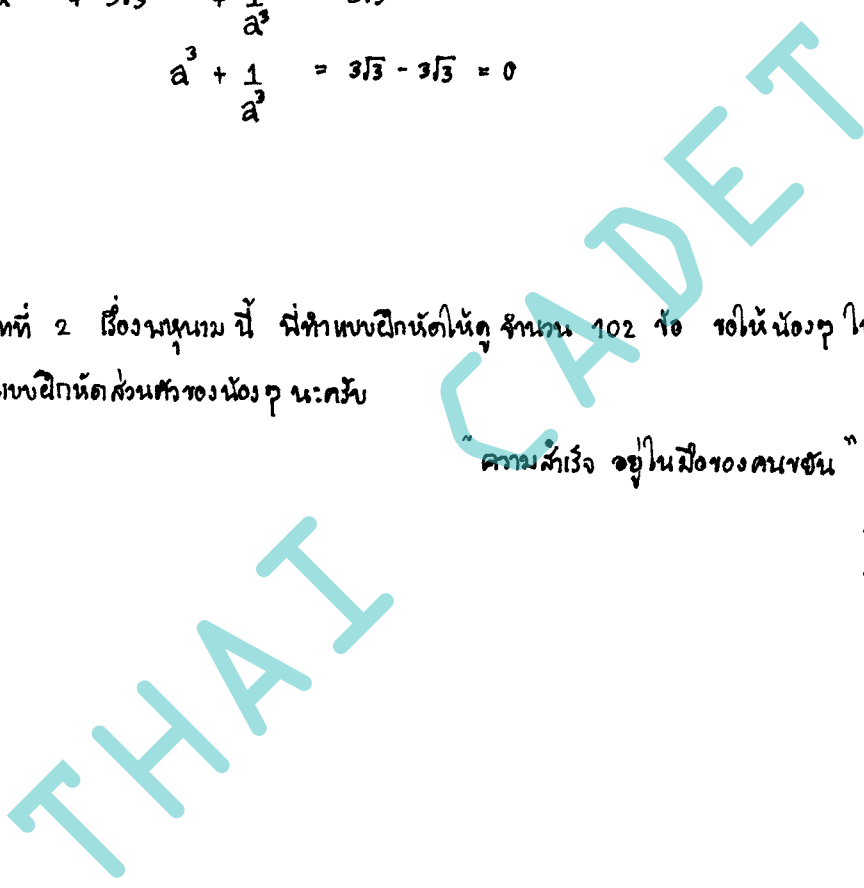 + 3√3 + 1/a³
a³ + 1/a³ = 3√3 - 3√3 = 0
ที่ 2 เรื่องพหุนาม นี้ พี่ทำแบบฝึกหัดให้ดู จำนวน 102 ข้อ ขอให้น้องๆ
แบบฝึกหัดส่วนตัวของน้องๆ นะครับ
"ความสำเร็จ อยู่ในมือของคนขยัน"
THAI CADET